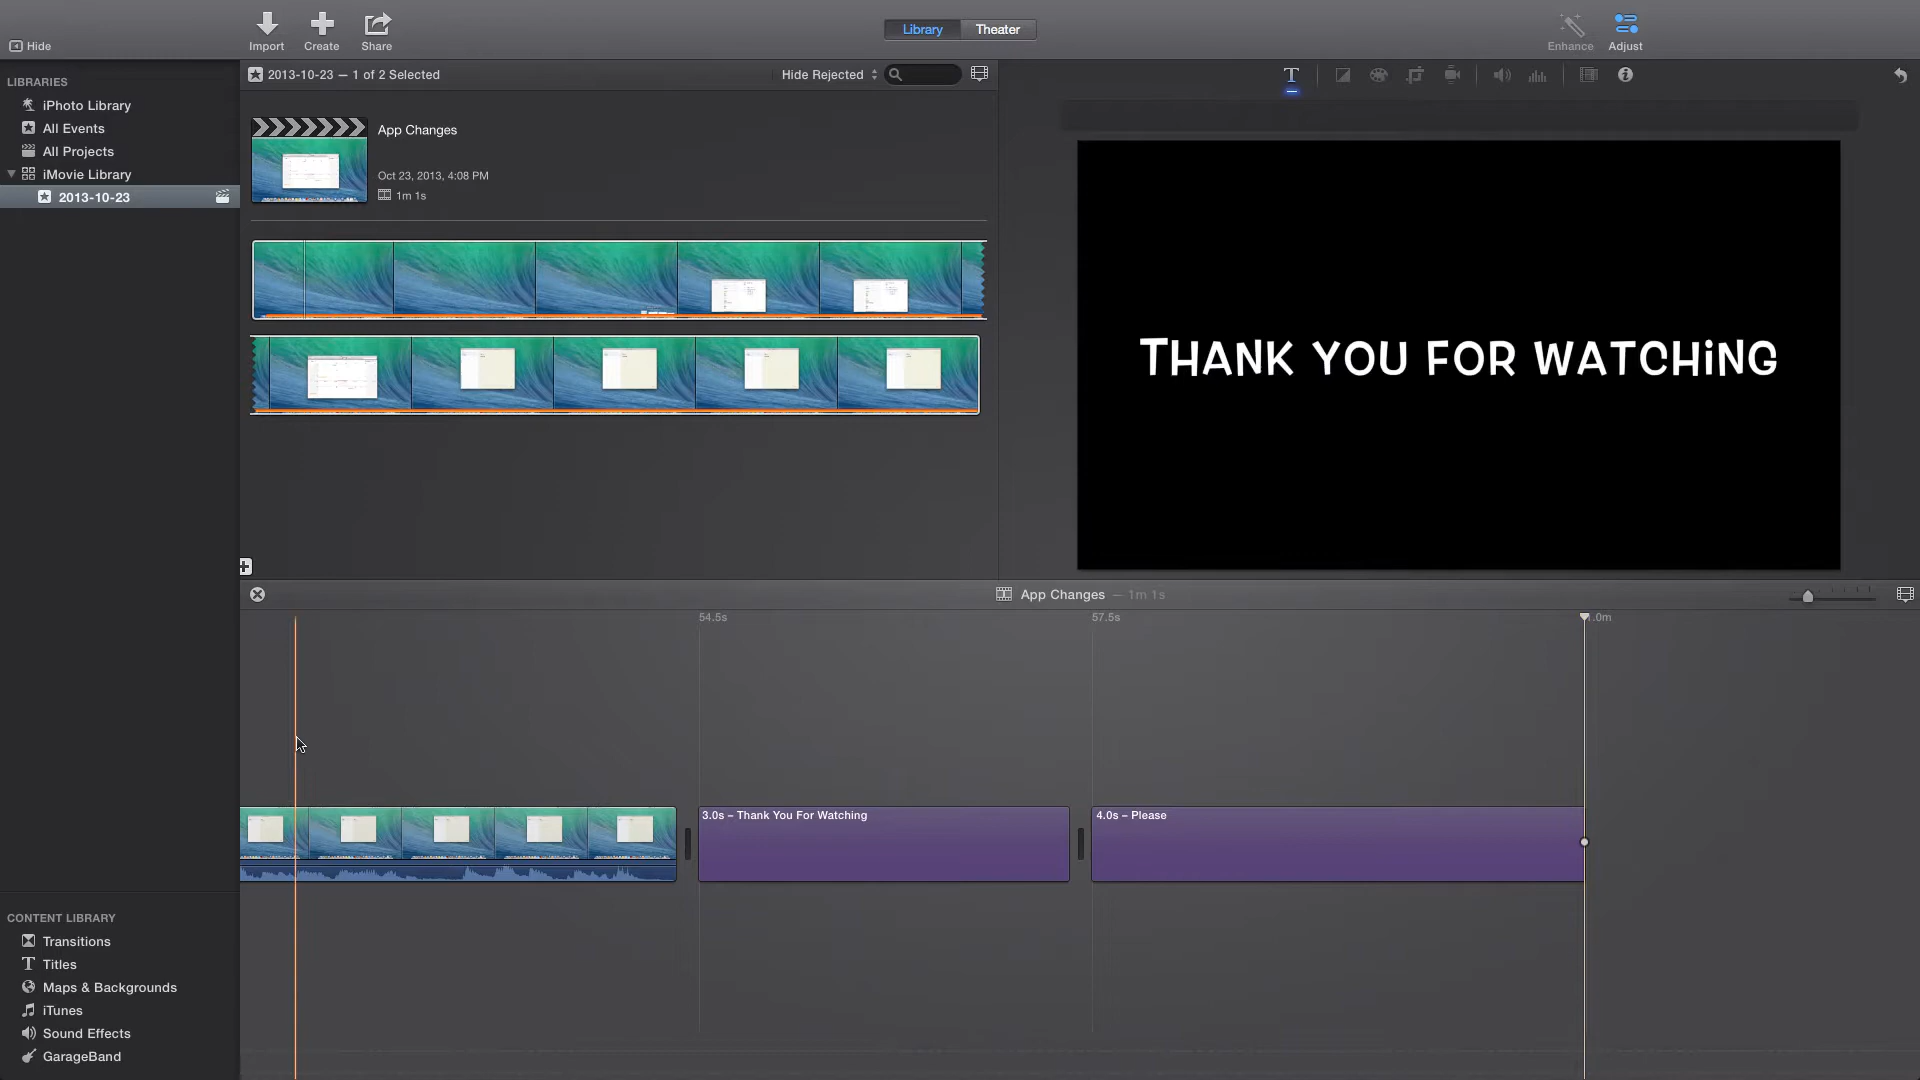 Hide
Import
Create
Share
Library
Theater
Enhance
Adjust
LIBRARIES
iPhoto Library
All Events
All Projects
iMovie Library
2013-10-23
2013-10-23 — 1 of 2 Selected
Hide Rejected
App Changes
Oct 23, 2013, 4:08 PM
1m 1s
THANK YOU FOR WATCHiNG
App Changes — 1m 1s
54.5s
57.5s
1.0m
3.0s – Thank You For Watching
4.0s – Please
CONTENT LIBRARY
Transitions
Titles
Maps & Backgrounds
iTunes
Sound Effects
GarageBand